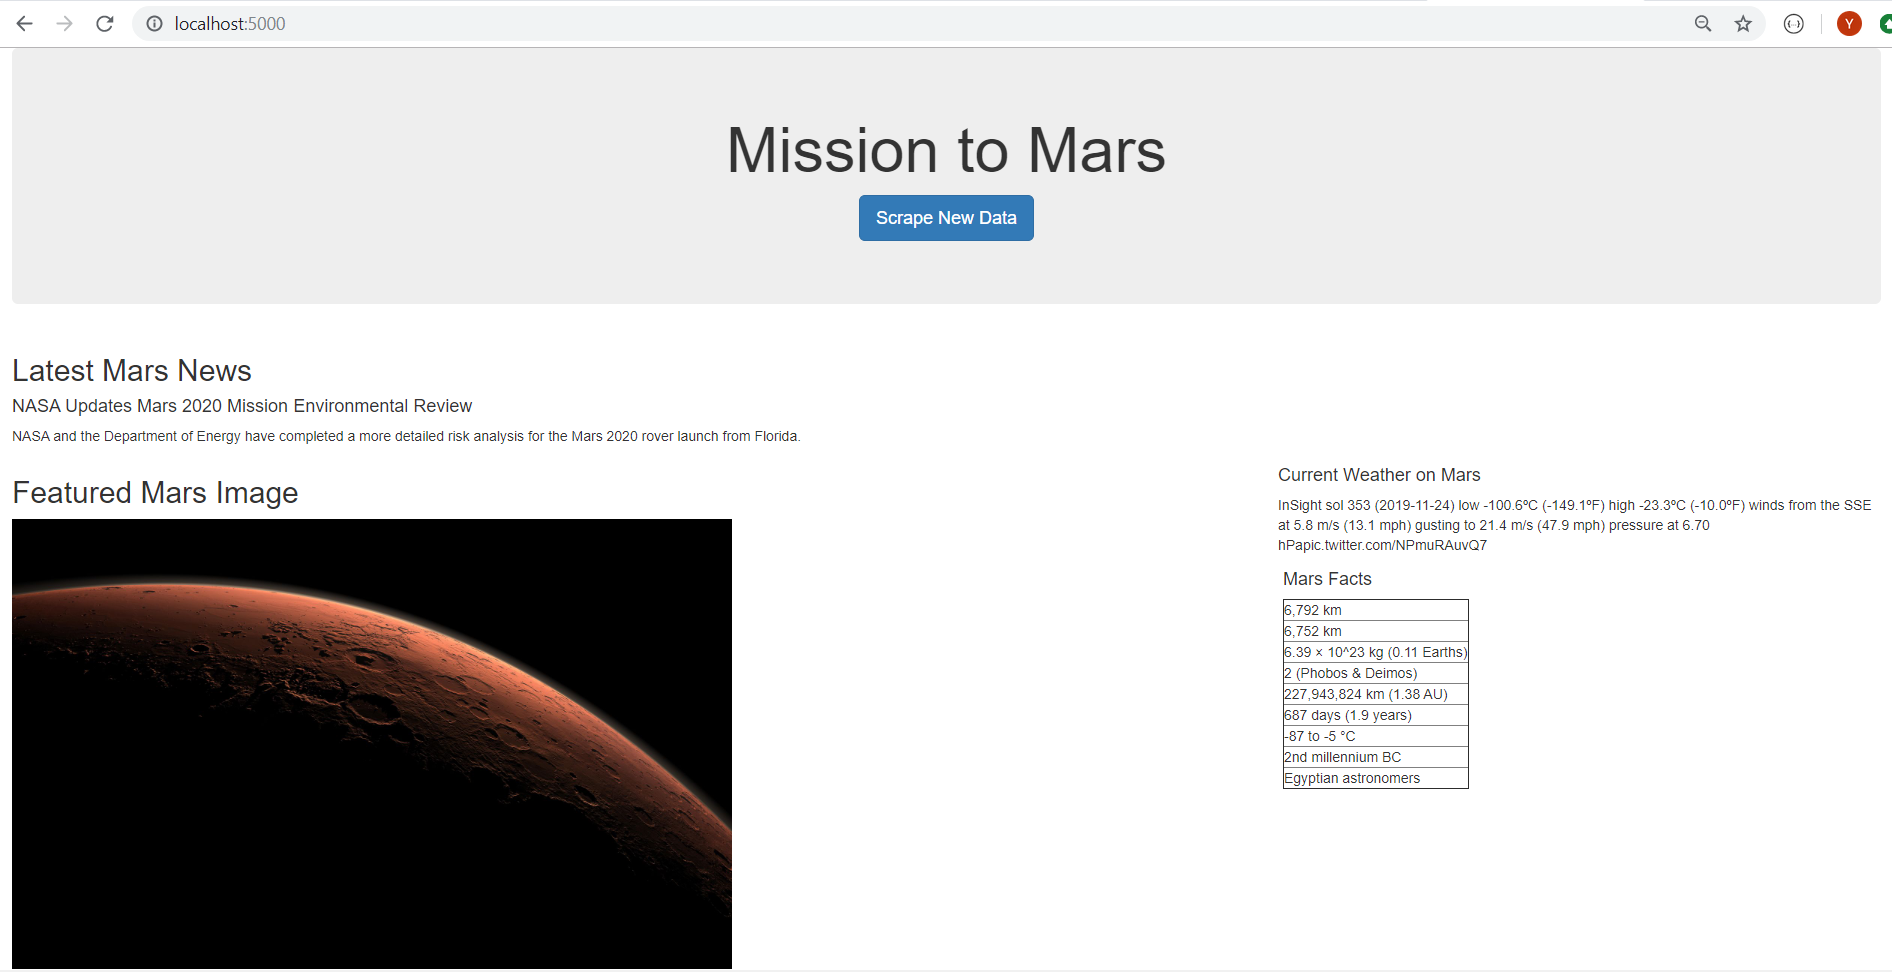 localhost:5000
Y
Mission to Mars
Scrape New Data
Latest Mars News
NASA Updates Mars 2020 Mission Environmental Review
NASA and the Department of Energy have completed a more detailed risk analysis for the Mars 2020 rover launch from Florida.
Featured Mars Image
Current Weather on Mars
InSight sol 353 (2019-11-24) low -100.6ºC (-149.1ºF) high -23.3ºC (-10.0ºF) winds from the SSE
at 5.8 m/s (13.1 mph) gusting to 21.4 m/s (47.9 mph) pressure at 6.70
hPapic.twitter.com/NPmuRAuvQ7
Mars Facts
6,792 km
6,752 km
6.39 × 10^23 kg (0.11 Earths)
2 (Phobos & Deimos)
227,943,824 km (1.38 AU)
687 days (1.9 years)
-87 to -5 °C
2nd millennium BC
Egyptian astronomers